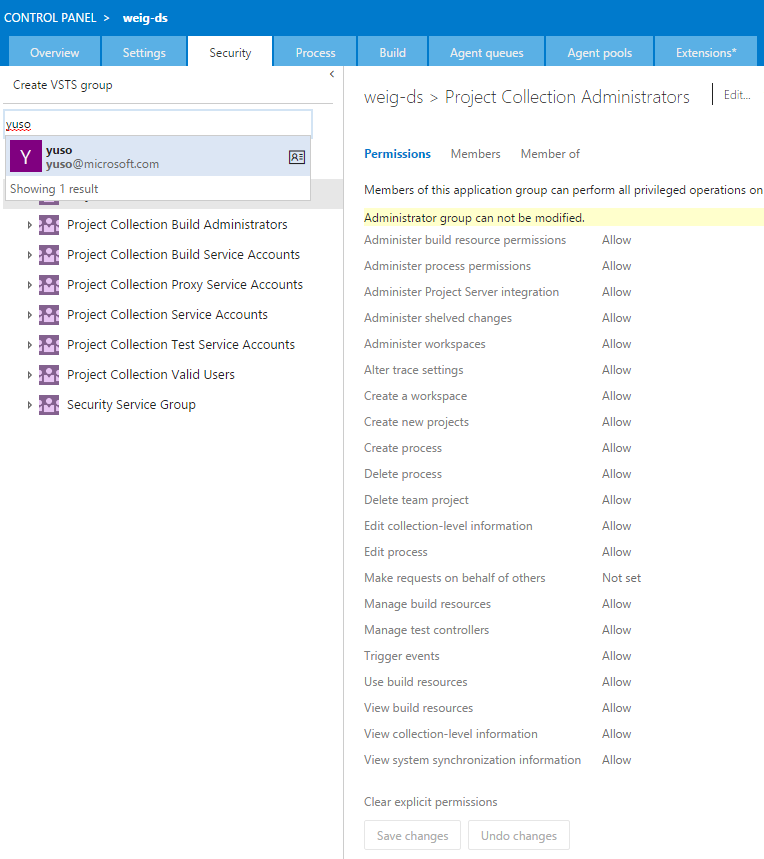 CONTROL PANEL > weig-ds
Overview Settings Security Process Build Agent queues Agent pools Extensions*
Create VSTS group
yuso
Y
yuso
yuso@microsoft.com
Showing 1 result
Project Collection Build Administrators
Project Collection Build Service Accounts
Project Collection Proxy Service Accounts
Project Collection Service Accounts
Project Collection Test Service Accounts
Project Collection Valid Users
Security Service Group
weig-ds > Project Collection Administrators Edit...
Permissions Members Member of
Members of this application group can perform all privileged operations on
Administrator group can not be modified.
Administer build resource permissions Allow
Administer process permissions Allow
Administer Project Server integration Allow
Administer shelved changes Allow
Administer workspaces Allow
Alter trace settings Allow
Create a workspace Allow
Create new projects Allow
Create process Allow
Delete process Allow
Delete team project Allow
Edit collection-level information Allow
Edit process Allow
Make requests on behalf of others Not set
Manage build resources Allow
Manage test controllers Allow
Trigger events Allow
Use build resources Allow
View build resources Allow
View collection-level information Allow
View system synchronization information Allow
Clear explicit permissions
Save changes Undo changes